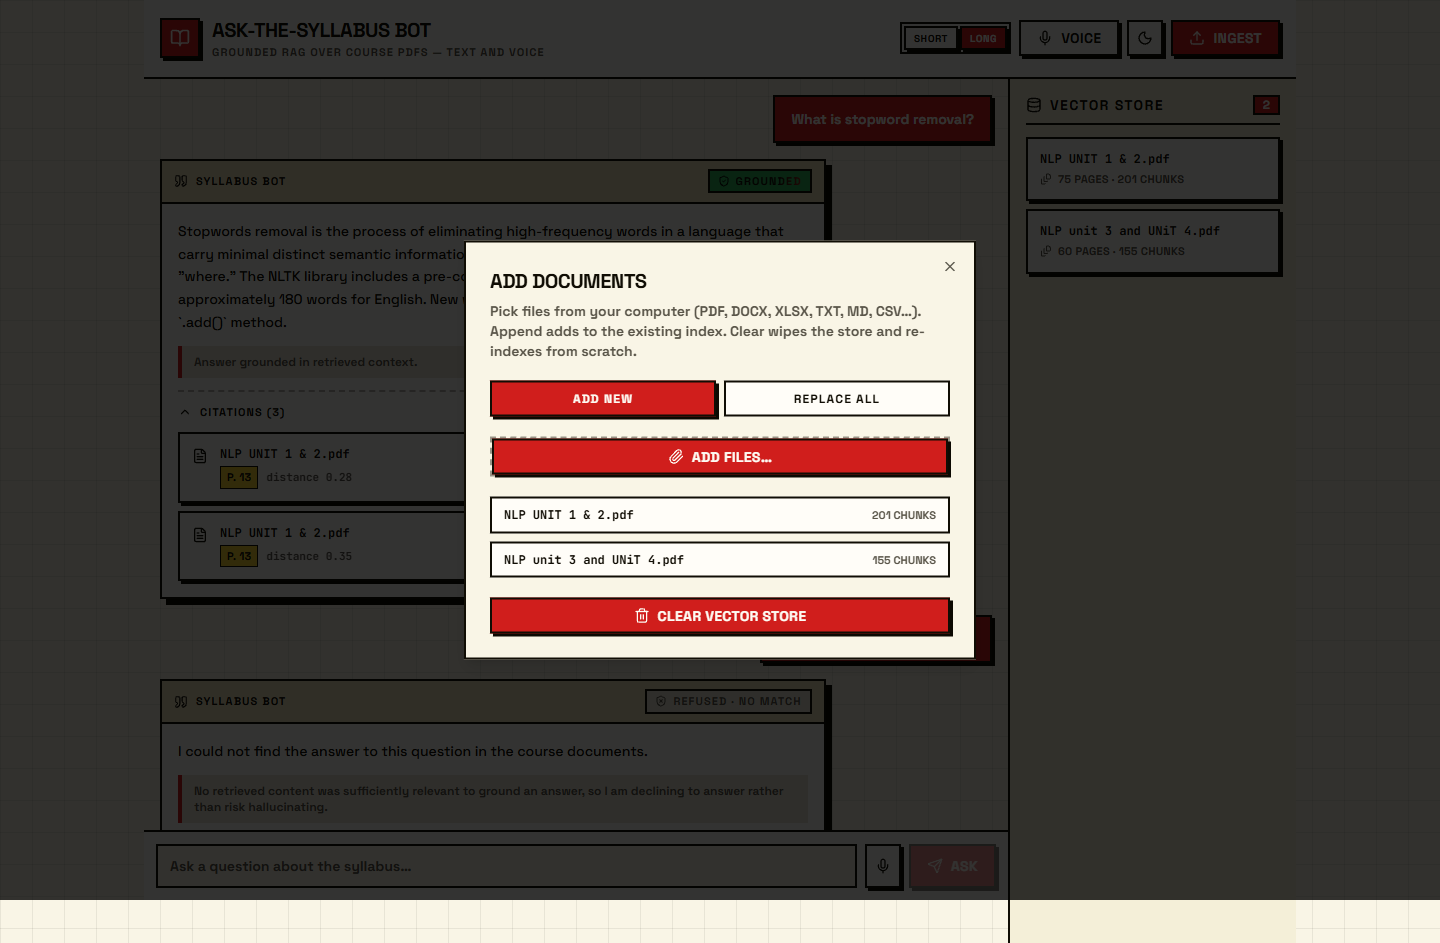 ASK-THE-SYLLABUS BOT
GROUNDED RAG OVER COURSE PDFS — TEXT AND VOICE
SHORT
LONG
VOICE
INGEST
What is stopword removal?
SYLLABUS BOT
GROUNDED
Stopwords removal is the process of eliminating high-frequency words in a language that
carry minimal distinct semantic informatio
"where." The NLTK library includes a pre-co
approximately 180 words for English. New
`.add()` method.
Answer grounded in retrieved context.
CITATIONS (3)
NLP UNIT 1 & 2.pdf
P. 13 distance 0.28
NLP UNIT 1 & 2.pdf
P. 13 distance 0.35
ADD DOCUMENTS
Pick files from your computer (PDF, DOCX, XLSX, TXT, MD, CSV…).
Append adds to the existing index. Clear wipes the store and re-
indexes from scratch.
ADD NEW
REPLACE ALL
ADD FILES…
NLP UNIT 1 & 2.pdf 201 CHUNKS
NLP unit 3 and UNiT 4.pdf 155 CHUNKS
CLEAR VECTOR STORE
SYLLABUS BOT
REFUSED · NO MATCH
I could not find the answer to this question in the course documents.
No retrieved content was sufficiently relevant to ground an answer, so I am declining to answer rather
than risk hallucinating.
Ask a question about the syllabus…
ASK
VECTOR STORE
2
NLP UNIT 1 & 2.pdf
75 PAGES · 201 CHUNKS
NLP unit 3 and UNiT 4.pdf
60 PAGES · 155 CHUNKS